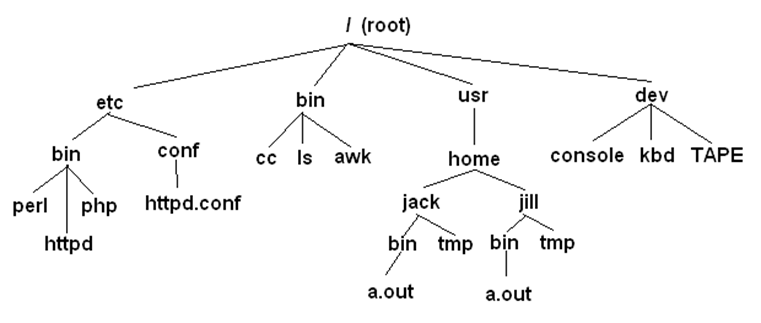 / (root)
etc bin usr dev
bin conf cc ls awk home console kbd TAPE
perl php httpd.conf jack jill
httpd bin tmp bin tmp
a.out a.out